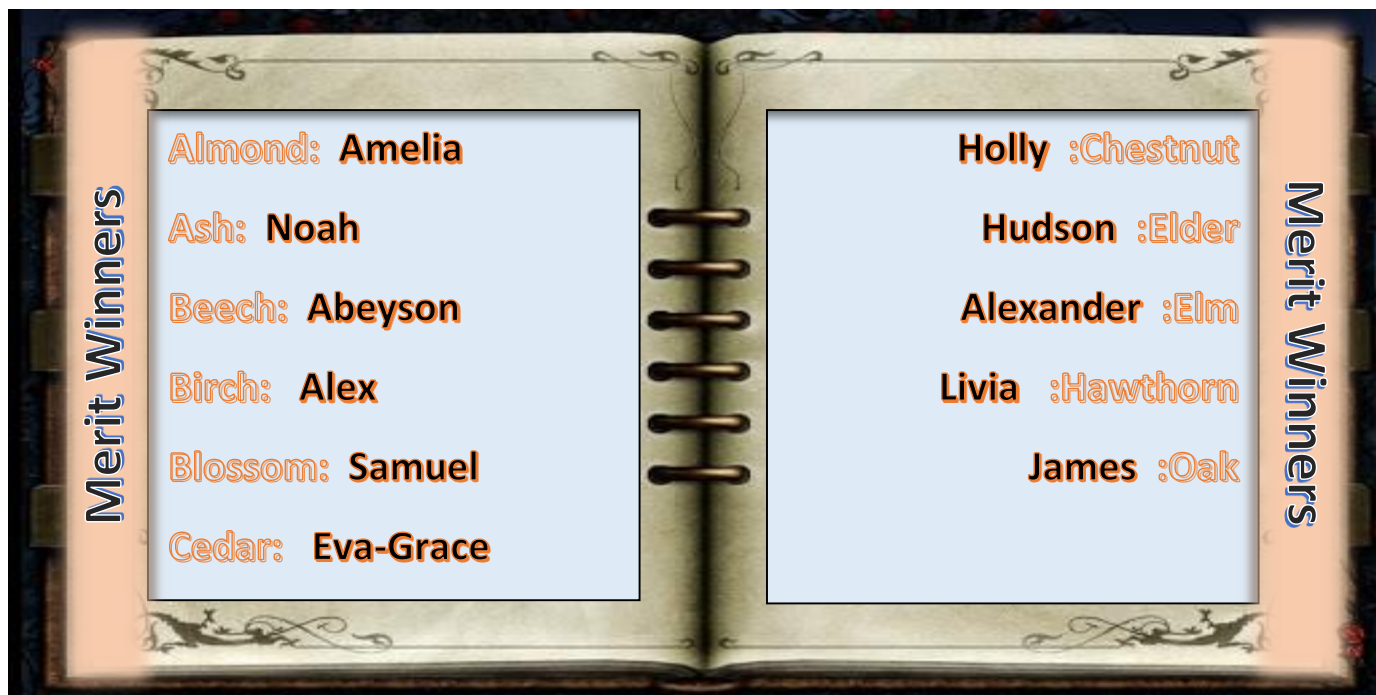 Merit Winners
Almond: Amelia
Ash: Noah
Beech: Abeyson
Birch: Alex
Blossom: Samuel
Cedar: Eva-Grace
Holly :Chestnut
Hudson :Elder
Alexander :Elm
Livia :Hawthorn
James :Oak
Merit Winners